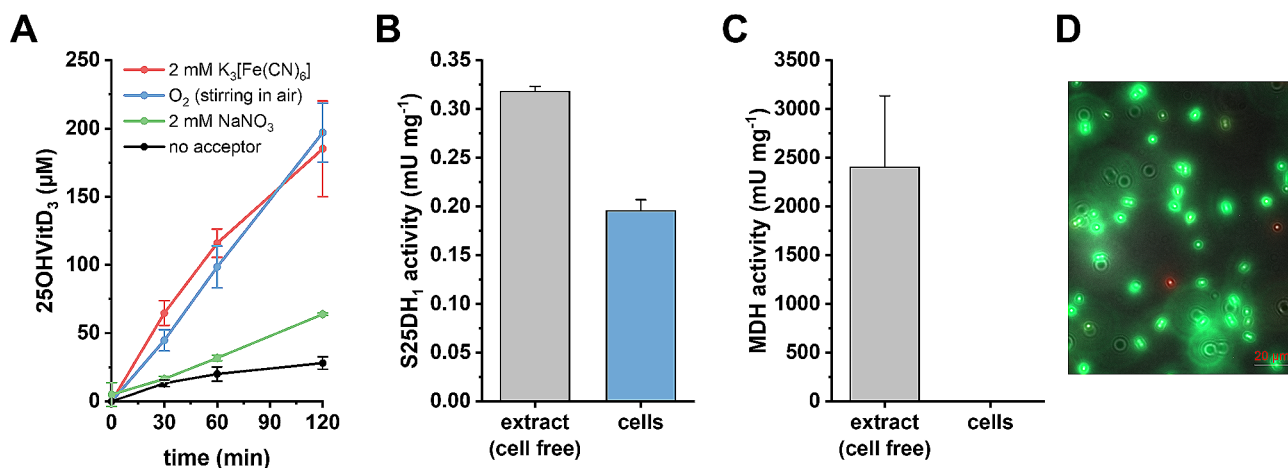 A
25OHVitD₃ (µM)
250
200
150
100
50
0
0
30
60
90
120
time (min)
2 mM K₃[Fe(CN)₆]
O₂ (stirring in air)
2 mM NaNO₃
no acceptor
B
S25DH₁ activity (mU mg⁻¹)
0.35
0.30
0.25
0.20
0.15
0.10
0.05
0.00
extract
(cell free)
cells
C
MDH activity (mU mg⁻¹)
3500
3000
2500
2000
1500
1000
500
0
extract
(cell free)
cells
D
20 µm